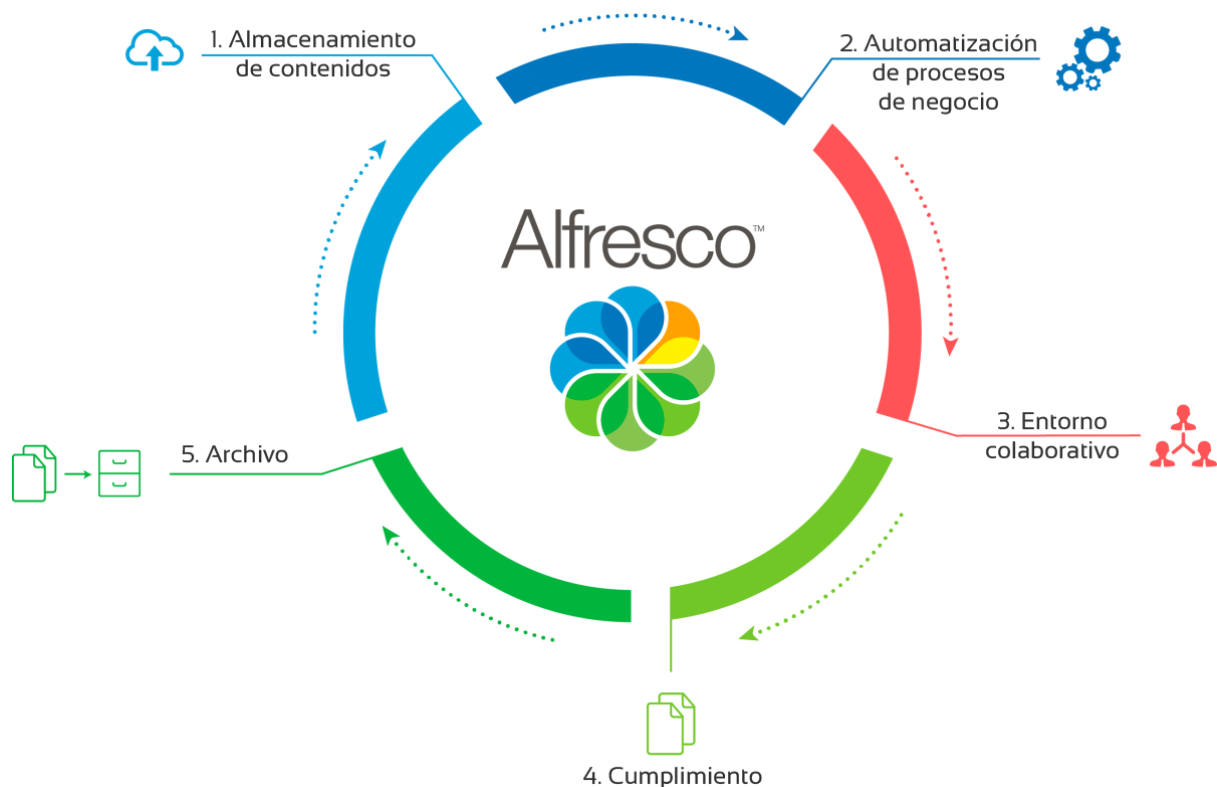 1. Almacenamiento
de contenidos
2. Automatización
de procesos
de negocio
Alfresco™
3. Entorno
colaborativo
5. Archivo
4. Cumplimiento